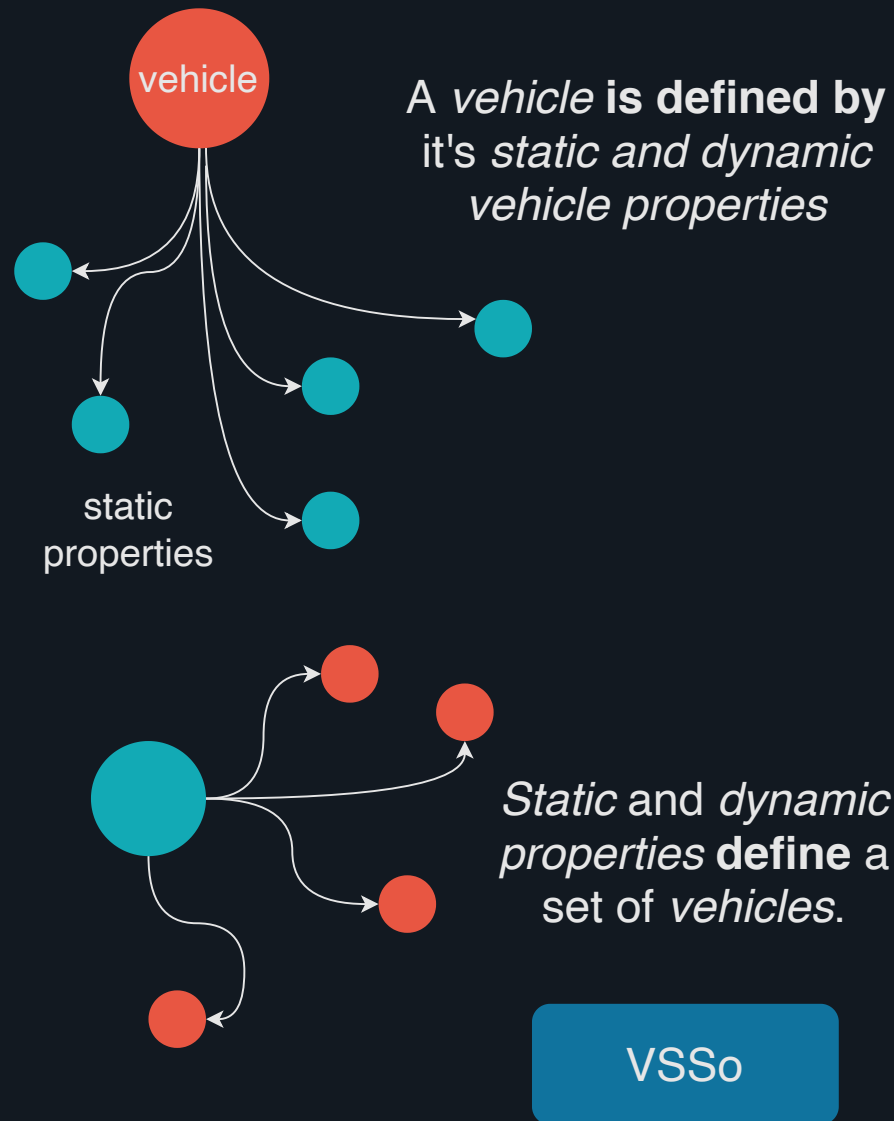 vehicle
A vehicle is defined by
it's static and dynamic
vehicle properties
static
properties
Static and dynamic
properties define a
set of vehicles.
VSSo